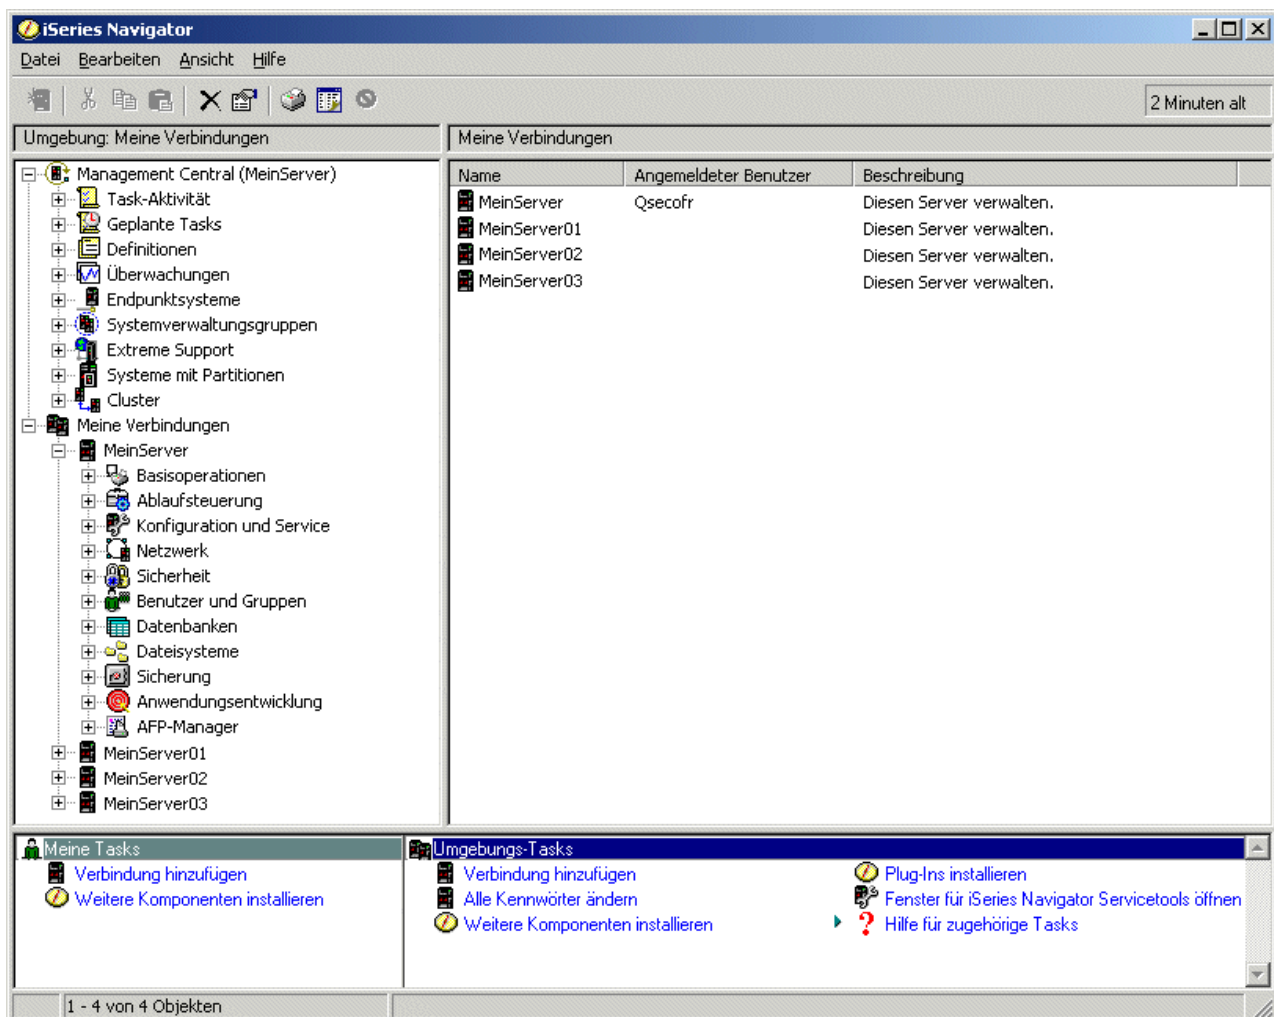 iSeries Navigator
Datei Bearbeiten Ansicht Hilfe
2 Minuten alt
Umgebung: Meine Verbindungen
Meine Verbindungen
Management Central (MeinServer)
Task-Aktivität
Geplante Tasks
Definitionen
Überwachungen
Endpunktsysteme
Systemverwaltungsgruppen
Extreme Support
Systeme mit Partitionen
Cluster
Meine Verbindungen
MeinServer
Basisoperationen
Ablaufsteuerung
Konfiguration und Service
Netzwerk
Sicherheit
Benutzer und Gruppen
Datenbanken
Dateisysteme
Sicherung
Anwendungsentwicklung
AFP-Manager
MeinServer01
MeinServer02
MeinServer03
Name Angemeldeter Benutzer Beschreibung
MeinServer Qsecofr Diesen Server verwalten.
MeinServer01 Diesen Server verwalten.
MeinServer02 Diesen Server verwalten.
MeinServer03 Diesen Server verwalten.
Meine Tasks
Verbindung hinzufügen
Weitere Komponenten installieren
Umgebungs-Tasks
Verbindung hinzufügen
Alle Kennwörter ändern
Weitere Komponenten installieren
Plug-Ins installieren
Fenster für iSeries Navigator Servicetools öffnen
Hilfe für zugehörige Tasks
1 - 4 von 4 Objekten